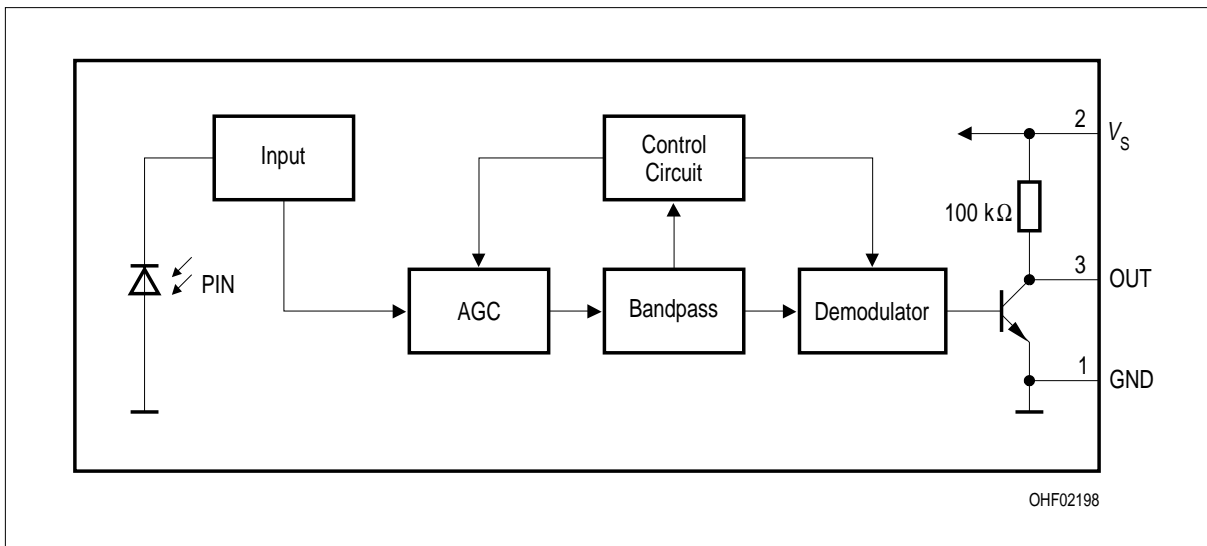 Input
Control
Circuit
2
V_S
100 kΩ
PIN
3
OUT
AGC
Bandpass
Demodulator
1
GND
OHF02198